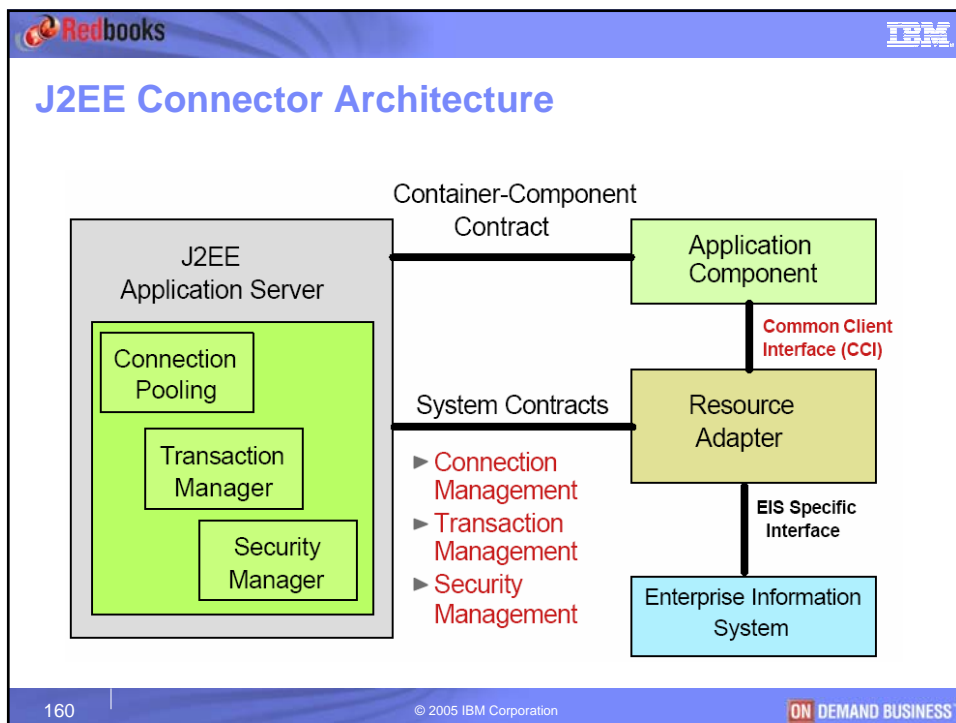 Redbooks
IBM
J2EE Connector Architecture
Container-Component
Contract
J2EE
Application Server
Application
Component
Common Client
Interface (CCI)
Connection
Pooling
System Contracts
Resource
Adapter
Transaction
Manager
► Connection
Management
► Transaction
Management
► Security
Management
EIS Specific
Interface
Security
Manager
Enterprise Information
System
160
© 2005 IBM Corporation
ON DEMAND BUSINESS